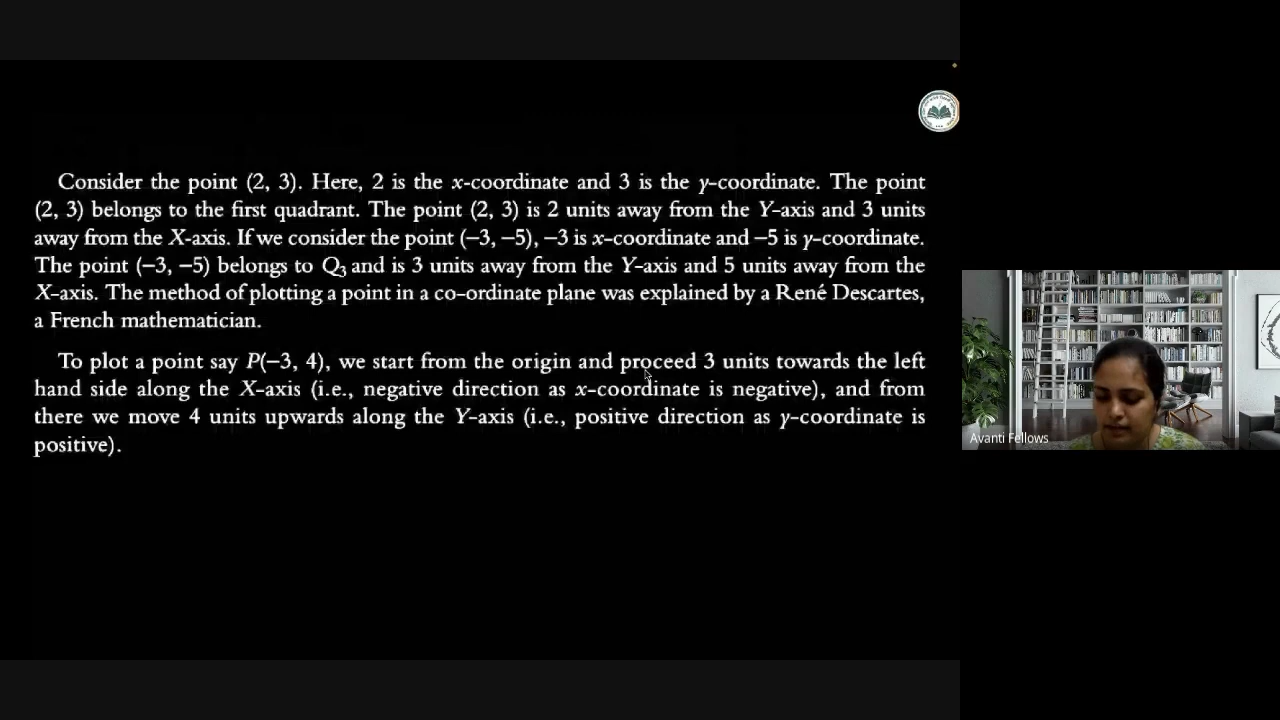 Consider the point (2, 3). Here, 2 is the x-coordinate and 3 is the y-coordinate. The point
(2, 3) belongs to the first quadrant. The point (2, 3) is 2 units away from the Y-axis and 3 units
away from the X-axis. If we consider the point (−3, −5), −3 is x-coordinate and −5 is y-coordinate.
The point (−3, −5) belongs to Q₃ and is 3 units away from the Y-axis and 5 units away from the
X-axis. The method of plotting a point in a co-ordinate plane was explained by a René Descartes,
a French mathematician.
To plot a point say P(−3, 4), we start from the origin and proceed 3 units towards the left
hand side along the X-axis (i.e., negative direction as x-coordinate is negative), and from
there we move 4 units upwards along the Y-axis (i.e., positive direction as y-coordinate is
positive).
Avanti Fellows